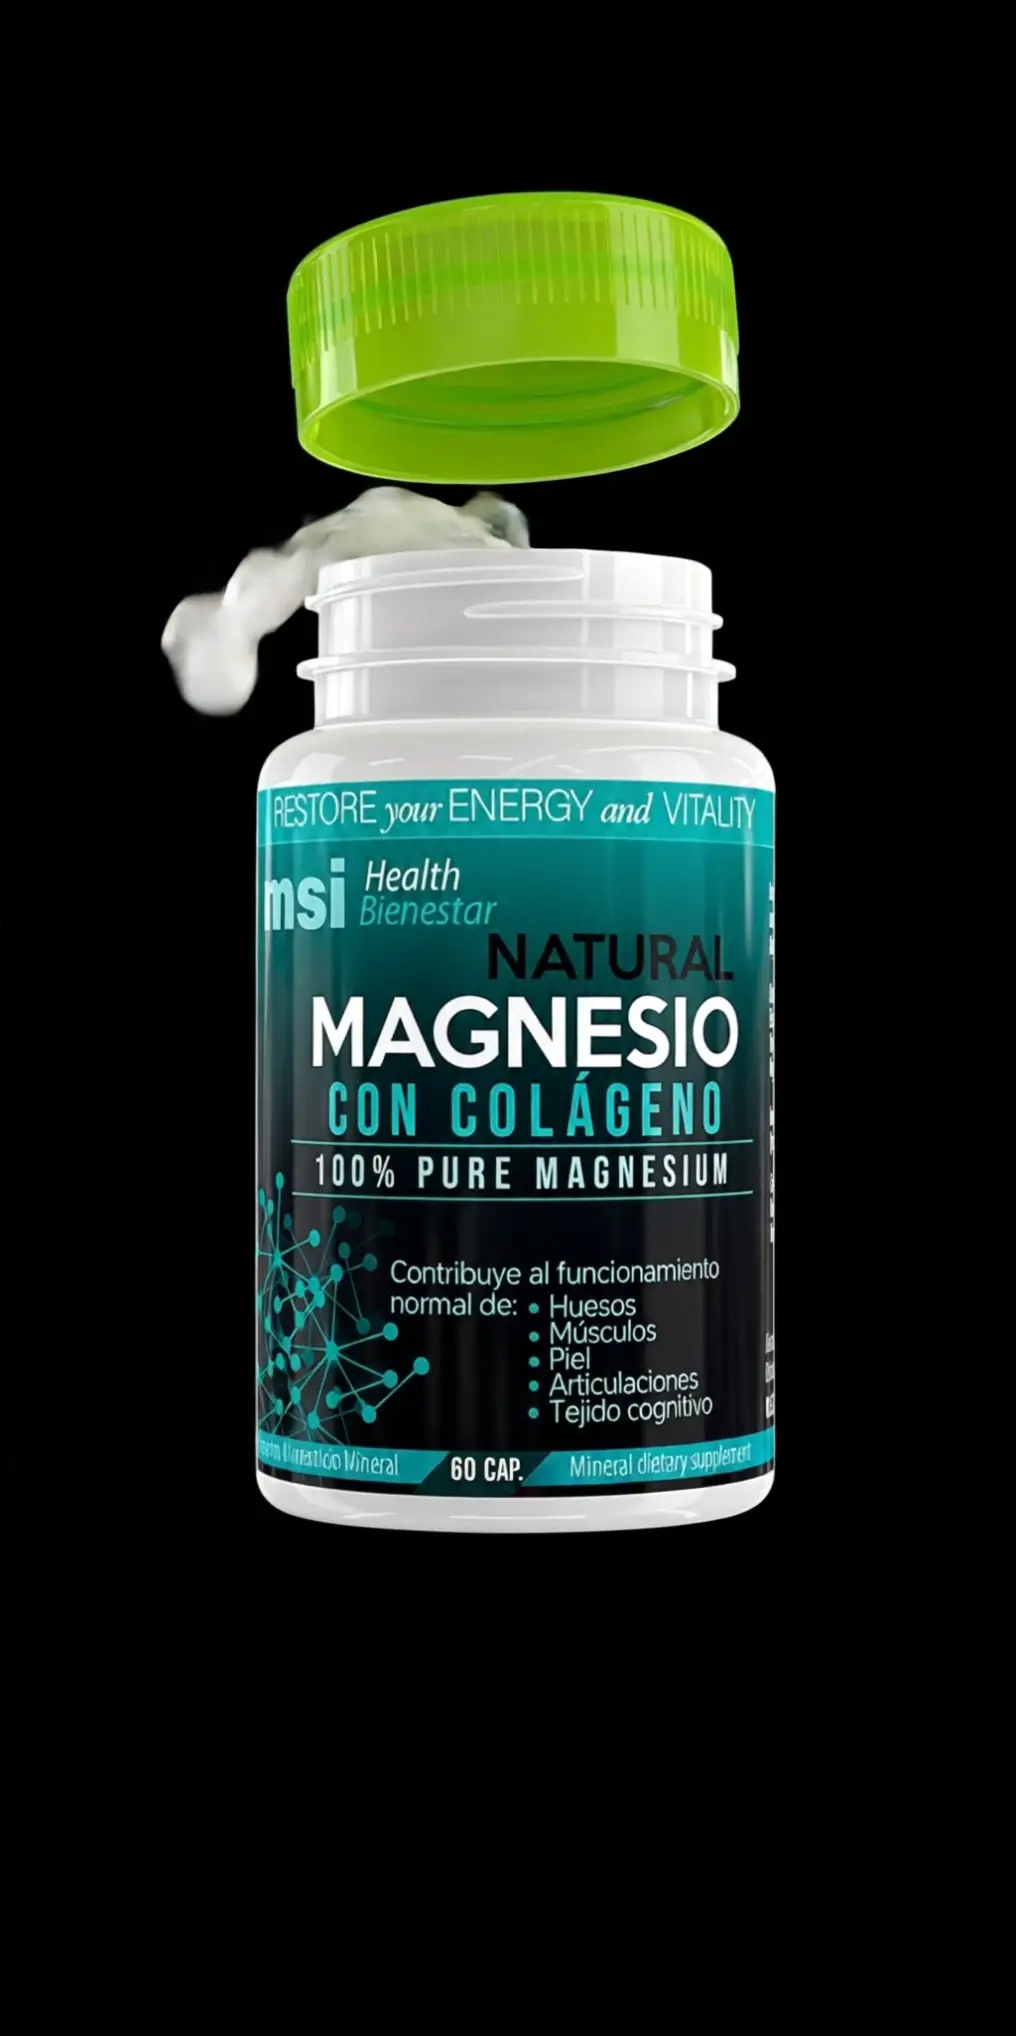 RESTORE your ENERGY and VITALITY
msi Health
Bienestar
NATURAL
MAGNESIO
CON COLÁGENO
100% PURE MAGNESIUM
Contribuye al funcionamiento
normal de: • Huesos
• Músculos
• Piel
• Articulaciones
• Tejido cognitivo
Mineral 60 CAP. Mineral dietary supplement